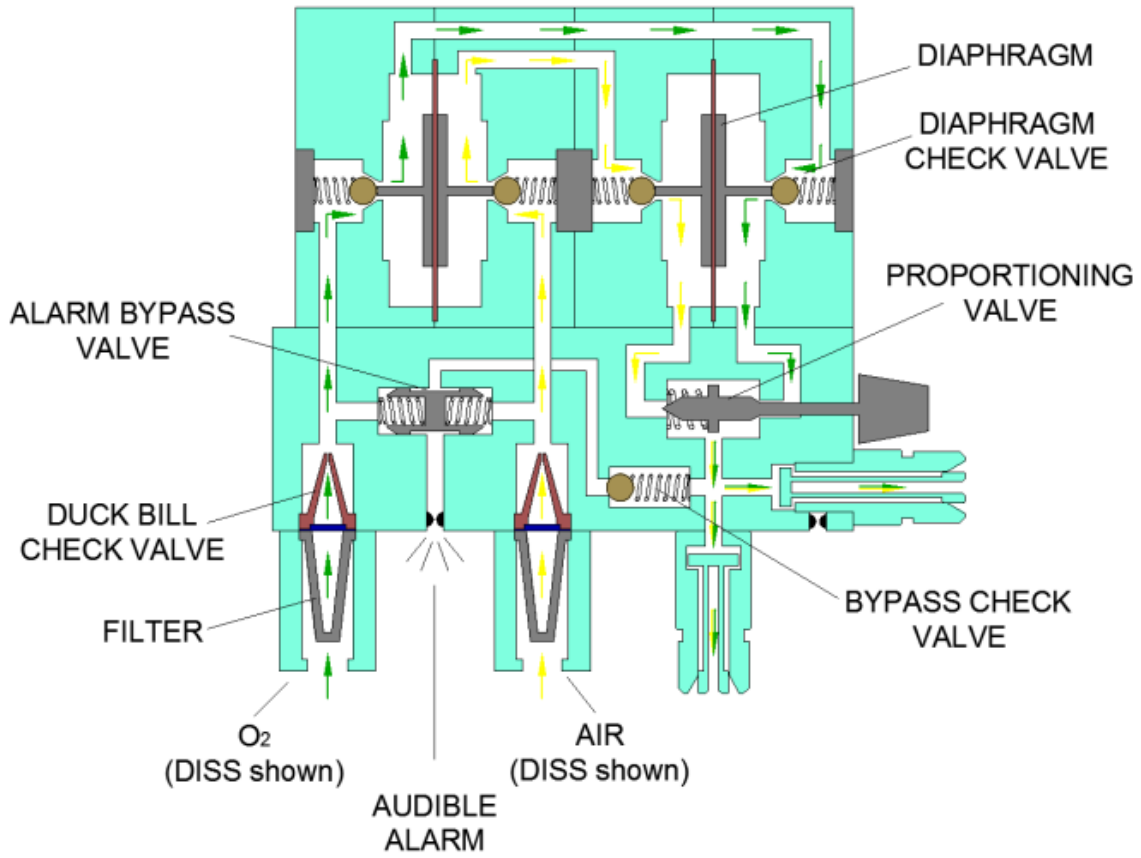 DIAPHRAGM
DIAPHRAGM
CHECK VALVE
PROPORTIONING
VALVE
ALARM BYPASS
VALVE
DUCK BILL
CHECK VALVE
FILTER
BYPASS CHECK
VALVE
O₂
(DISS shown)
AIR
(DISS shown)
AUDIBLE
ALARM